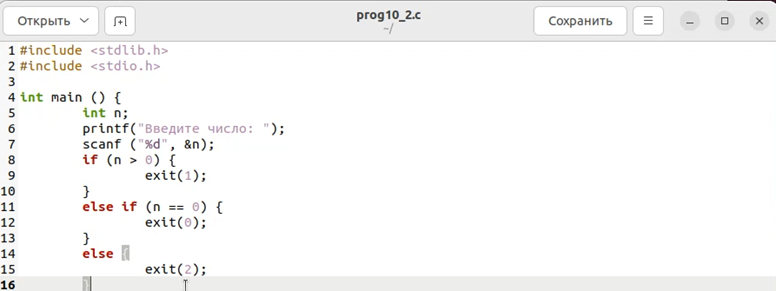 Открыть
prog10_2.c
~/
Сохранить
1 #include <stdlib.h>
2 #include <stdio.h>
3
4 int main () {
5         int n;
6         printf("Введите число: ");
7         scanf ("%d", &n);
8         if (n > 0) {
9                 exit(1);
10         }
11         else if (n == 0) {
12                 exit(0);
13         }
14         else {
15                 exit(2);
16         }